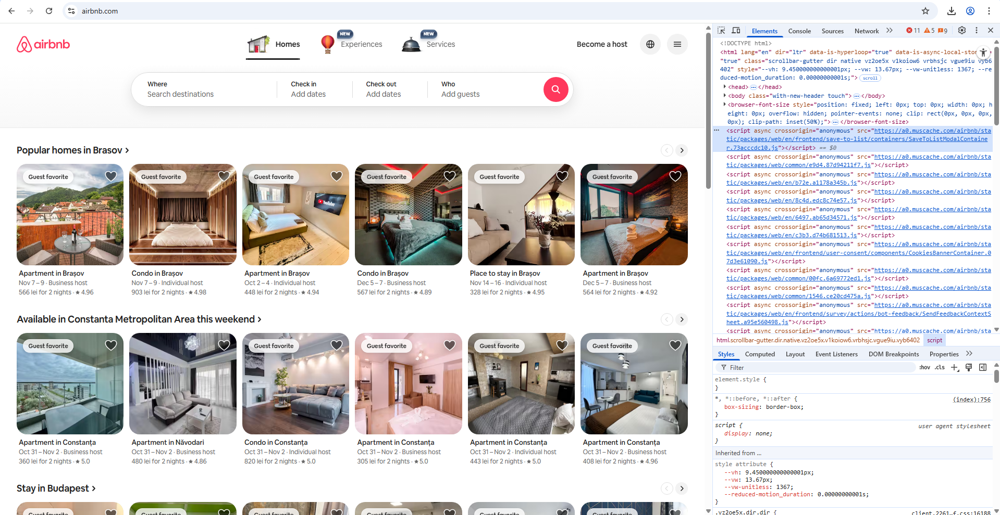 airbnb.com
airbnb
Homes
NEW
Experiences
NEW
Services
Become a host
Where
Search destinations
Check in
Add dates
Check out
Add dates
Who
Add guests
Popular homes in Brasov
Guest favorite
Guest favorite
Guest favorite
YouTube
Guest favorite
Guest favorite
Guest favorite
Apartment in Brașov
Nov 7 – 9 · Business host
566 lei for 2 nights · ★ 4.96
Condo in Brașov
Nov 7 – 9 · Individual host
903 lei for 2 nights · ★ 4.98
Apartment in Brașov
Oct 2 – 4 · Individual host
448 lei for 2 nights · ★ 4.94
Condo in Brașov
Dec 5 – 7 · Business host
567 lei for 2 nights · ★ 4.89
Place to stay in Brașov
Nov 14 – 16 · Individual host
328 lei for 2 nights · ★ 4.95
Apartment in Brașov
Dec 5 – 7 · Business host
564 lei for 2 nights · ★ 4.92
Available in Constanta Metropolitan Area this weekend
Guest favorite
Guest favorite
Guest favorite
Guest favorite
Guest favorite
Guest favorite
Apartment in Constanța
Oct 31 – Nov 2 · Business host
360 lei for 2 nights · ★ 5.0
Apartment in Năvodari
Oct 31 – Nov 2 · Business host
480 lei for 2 nights · ★ 4.86
Condo in Constanța
Oct 31 – Nov 2 · Individual host
820 lei for 2 nights · ★ 5.0
Apartment in Constanța
Oct 31 – Nov 2 · Business host
305 lei for 2 nights · ★ 5.0
Apartment in Constanța
Oct 31 – Nov 2 · Individual host
443 lei for 2 nights · ★ 5.0
Apartment in Constanța
Oct 31 – Nov 2 · Business host
408 lei for 2 nights · ★ 4.96
Stay in Budapest
Guest favorite
Guest favorite
Guest favorite
Guest favorite
Guest favorite
Guest favorite
Elements
Console
Sources
Network
11
5
9
<!DOCTYPE html>
<html lang="en" dir="ltr" data-is-hyperloop="true" data-is-async-local-stor
"true" class="scrollbar-gutter dir native vz2oe5x v1koiow6 vrbhsjc vgue9iu vyb6
402" style="--vh: 9.450000000000001px; --vw: 13.67px; --vw-unitless: 1367; --re
duced-motion_duration: 0.00000000001s;"> scroll
<head> … </head>
<body class="with-new-header touch"> … </body>
<browser-font-size style="position: fixed; left: 0px; top: 0px; width: 0px; h
eight: 0px; overflow: hidden; pointer-events: none; clip: rect(0px, 0px, 0px,
0px); clip-path: inset(50%);"> … </browser-font-size>
<script async crossorigin="anonymous" src="https://a0.muscache.com/airbnb/sta
tic/packages/web/en/frontend/save-to-list/containers/SaveToListModalContaine
r.73acccdc10.js"></script> == $0
<script async crossorigin="anonymous" src="https://a0.muscache.com/airbnb/sta
tic/packages/web/common/e9d4.87d94211f7.js"></script>
<script async crossorigin="anonymous" src="https://a0.muscache.com/airbnb/sta
tic/packages/web/en/b72e.a1178a345b.js"></script>
<script async crossorigin="anonymous" src="https://a0.muscache.com/airbnb/sta
tic/packages/web/en/8c4d.edc8c74e57.js"></script>
<script async crossorigin="anonymous" src="https://a0.muscache.com/airbnb/sta
tic/packages/web/en/6497.ab65d34571.js"></script>
<script async crossorigin="anonymous" src="https://a0.muscache.com/airbnb/sta
tic/packages/web/en/c3b3.d74b681513.js"></script>
<script async crossorigin="anonymous" src="https://a0.muscache.com/airbnb/sta
tic/packages/web/en/frontend/user-consent/components/CookiesBannerContainer.0
7d3e61090.js"></script>
<script async crossorigin="anonymous" src="https://a0.muscache.com/airbnb/sta
tic/packages/web/common/00fc.6a69772ed1.js"></script>
<script async crossorigin="anonymous" src="https://a0.muscache.com/airbnb/sta
tic/packages/web/common/1546.ce20cd475a.js"></script>
<script async crossorigin="anonymous" src="https://a0.muscache.com/airbnb/sta
tic/packages/web/en/frontend/survey/actions/bot-feedback/SendFeedbackContextS
heet.a95e560498.js"></script>
<script async crossorigin="anonymous" src="https://a0.muscache.com/airbnb/sta
html.scrollbar-gutter.dir.native.vz2oe5x.v1koiow6.vrbhsjc.vgue9iu.vyb6402
script
Styles
Computed
Layout
Event Listeners
DOM Breakpoints
Properties
Filter
:hov
.cls
element.style {
}
*, *::before, *::after {
(index):756
box-sizing: border-box;
}
script {
user agent stylesheet
display: none;
}
Inherited from ...
style attribute {
--vh: 9.450000000000001px;
--vw: 13.67px;
--vw-unitless: 1367;
--reduced-motion_duration: 0.00000000001s;
}
.vz2oe5x.dir.dir {
client.2261…f.css:16188